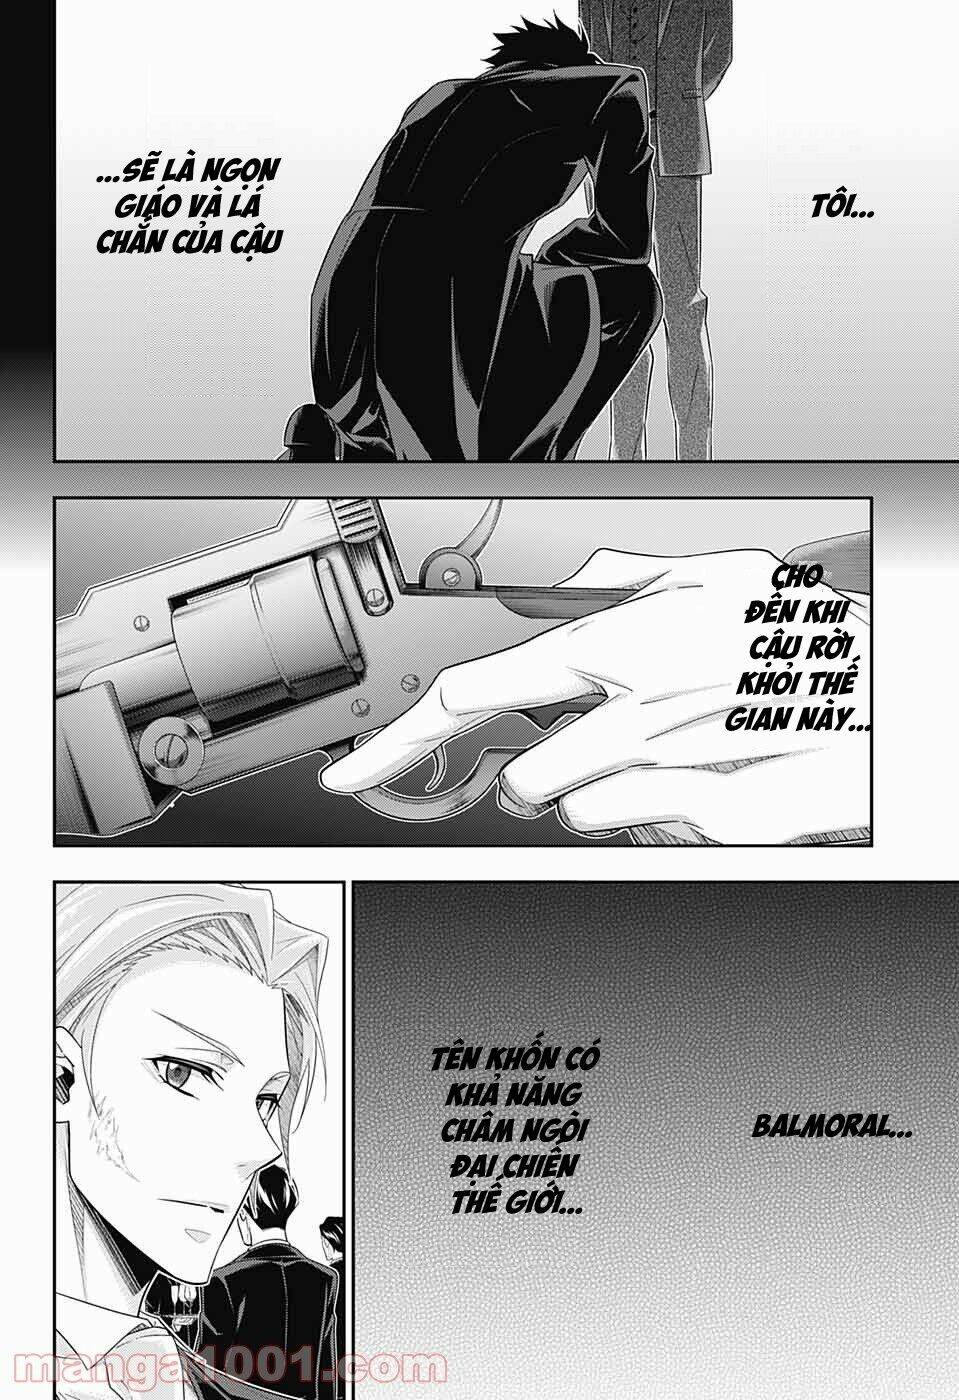 TÔI...
...SẼ LÀ NGỌN
GIÁO VÀ LÁ
CHẮN CỦA CẬU
CHO
ĐẾN KHI
CẬU RỜI
KHỎI THẾ
GIAN NÀY...
BALMORAL...
TÊN KHỐN CÓ
KHẢ NĂNG
CHÂM NGÒI
ĐẠI CHIẾN
THẾ GIỚI...
manga1001.com